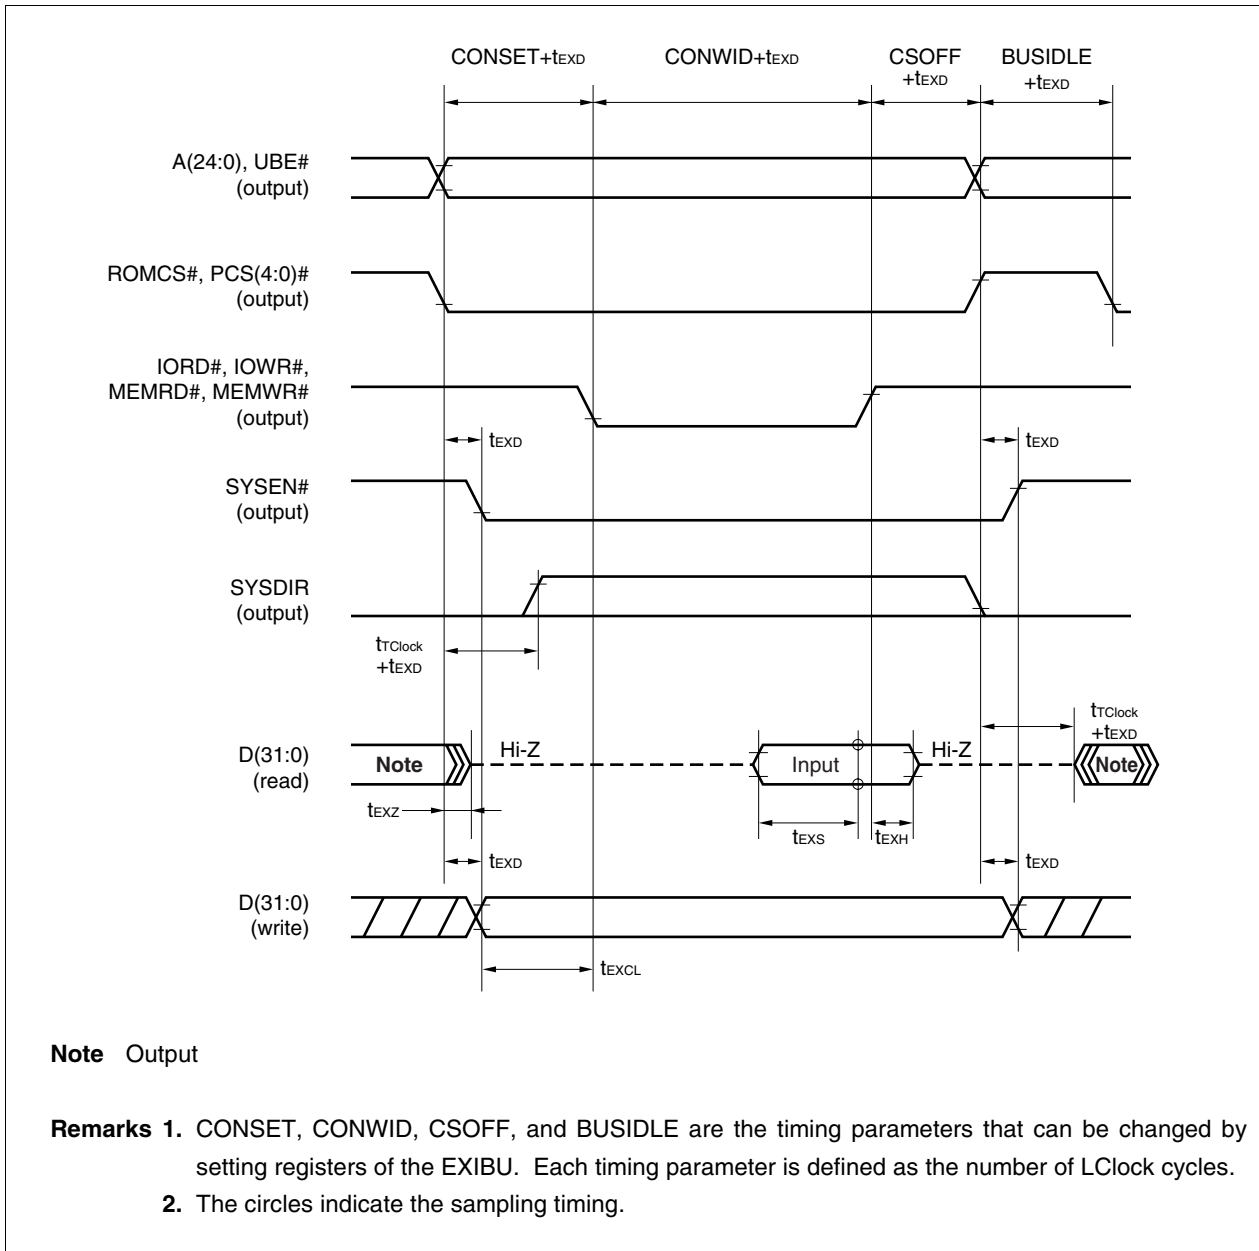 CONSET+tEXD CONWID+tEXD CSOFF +tEXD BUSIDLE +tEXD
A(24:0), UBE#
(output)
ROMCS#, PCS(4:0)#
(output)
IORD#, IOWR#,
MEMRD#, MEMWR#
(output)
tEXD tEXD
SYSEN#
(output)
SYSDIR
(output)
tTClock
+tEXD
tTClock
+tEXD
D(31:0)
(read)
Note Hi-Z Input Hi-Z Note
tEXZ tEXS tEXH
tEXD tEXD
D(31:0)
(write)
tEXCL
Note Output
Remarks 1. CONSET, CONWID, CSOFF, and BUSIDLE are the timing parameters that can be changed by
setting registers of the EXIBU. Each timing parameter is defined as the number of LClock cycles.
2. The circles indicate the sampling timing.